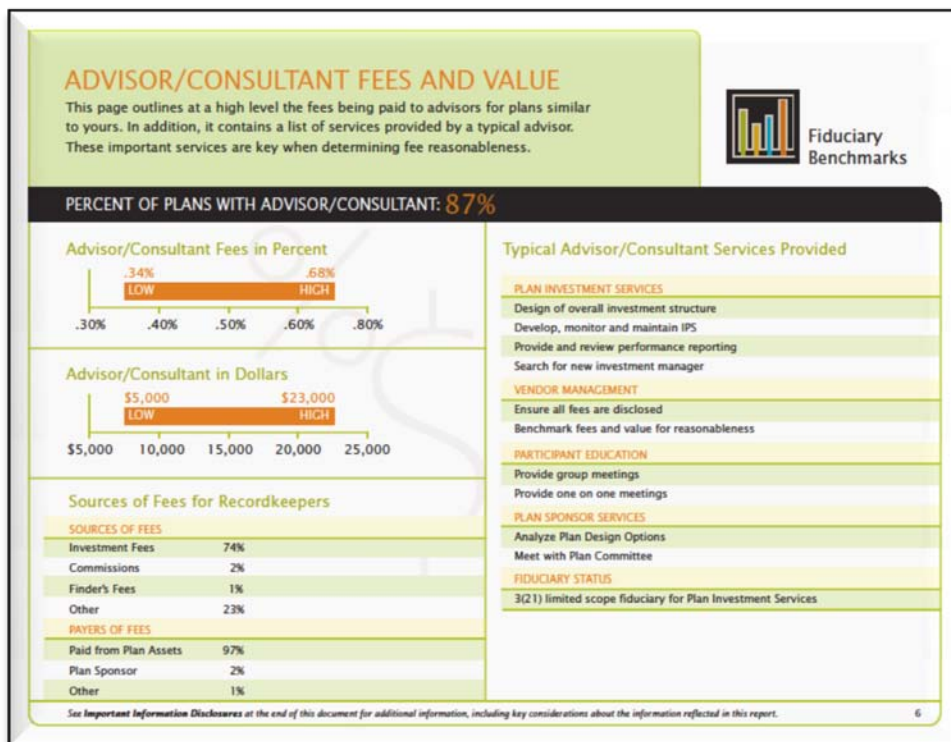 ADVISOR/CONSULTANT FEES AND VALUE
This page outlines at a high level the fees being paid to advisors for plans similar
to yours. In addition, it contains a list of services provided by a typical advisor.
These important services are key when determining fee reasonableness.
Fiduciary
Benchmarks
PERCENT OF PLANS WITH ADVISOR/CONSULTANT: 87%
Advisor/Consultant Fees in Percent
.34% .68%
LOW HIGH
.30% .40% .50% .60% .80%
Advisor/Consultant in Dollars
$5,000 $23,000
LOW HIGH
$5,000 10,000 15,000 20,000 25,000
Sources of Fees for Recordkeepers
SOURCES OF FEES
Investment Fees 74%
Commissions 2%
Finder's Fees 1%
Other 23%
PAYERS OF FEES
Paid from Plan Assets 97%
Plan Sponsor 2%
Other 1%
Typical Advisor/Consultant Services Provided
PLAN INVESTMENT SERVICES
Design of overall investment structure
Develop, monitor and maintain IPS
Provide and review performance reporting
Search for new investment manager
VENDOR MANAGEMENT
Ensure all fees are disclosed
Benchmark fees and value for reasonableness
PARTICIPANT EDUCATION
Provide group meetings
Provide one on one meetings
PLAN SPONSOR SERVICES
Analyze Plan Design Options
Meet with Plan Committee
FIDUCIARY STATUS
3(21) limited scope fiduciary for Plan Investment Services
See Important Information Disclosures at the end of this document for additional information, including key considerations about the information reflected in this report. 6